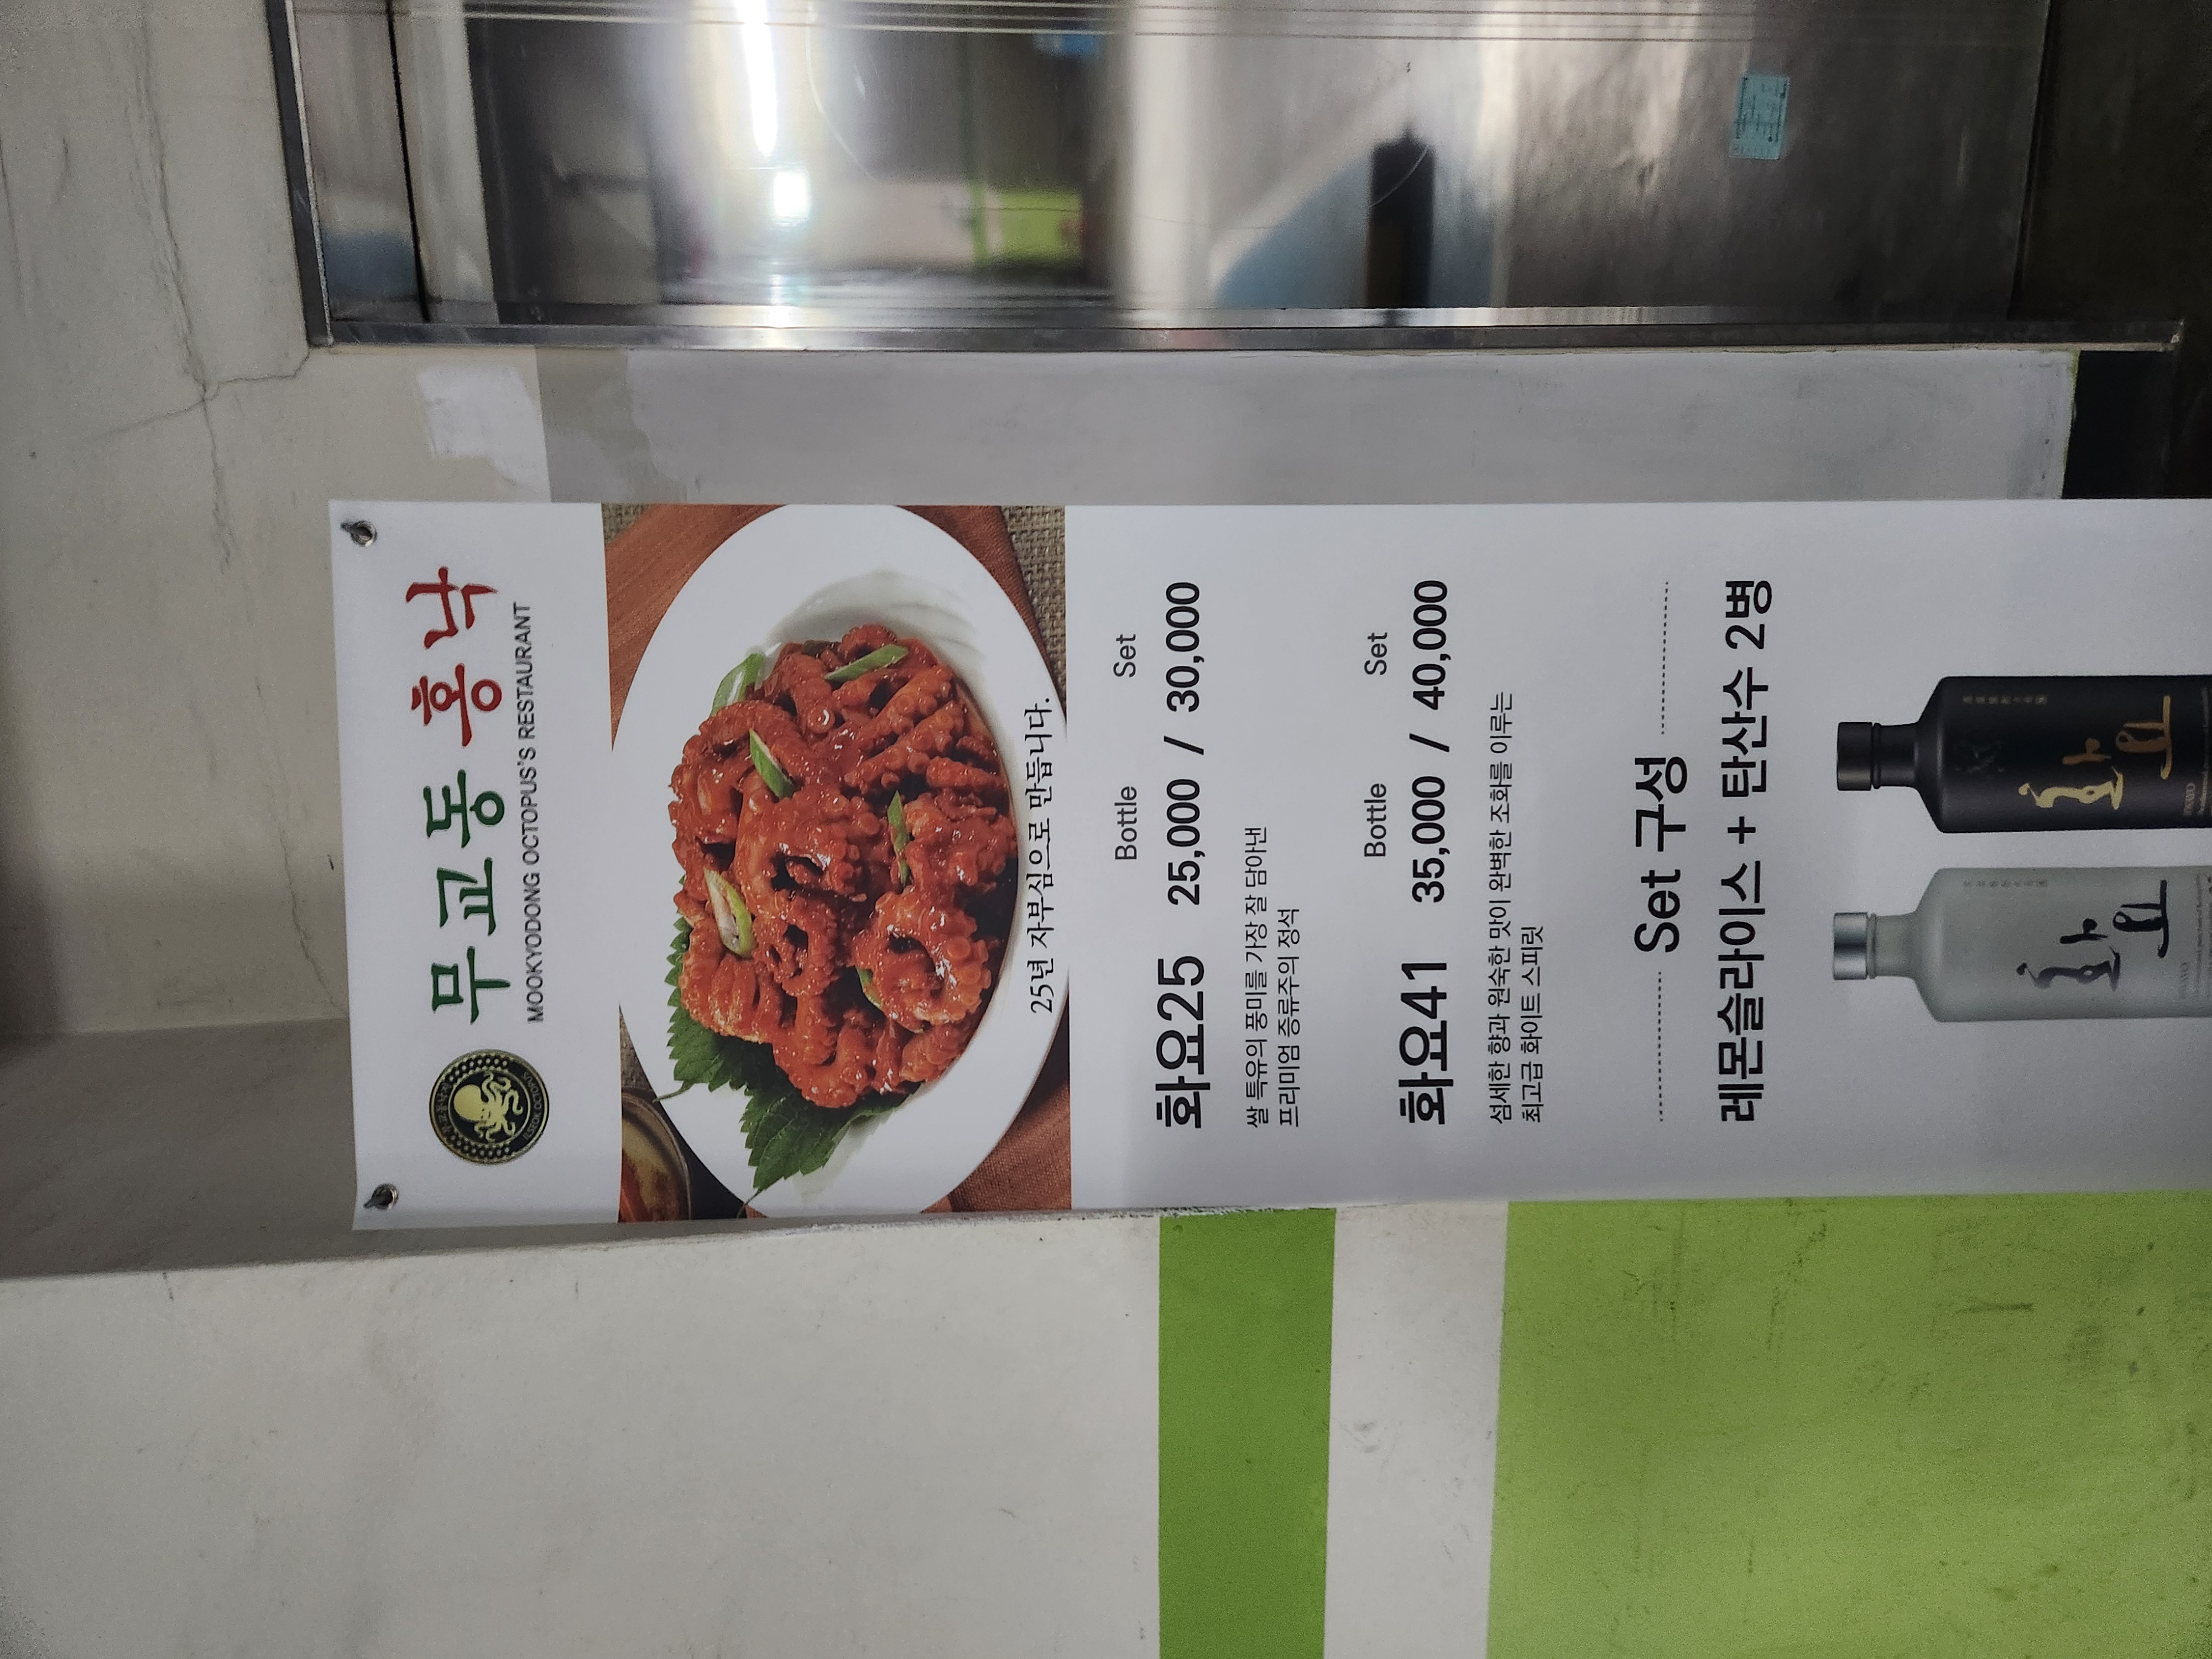 무교동 홍낙
MOOKYODONG OCTOPUS'S RESTAURANT
25년 자부심으로 만듭니다.
Bottle Set
화요25 25,000 / 30,000
쌀 특유의 풍미를 가장 잘 담아낸
프리미엄 증류주의 정석
Bottle Set
화요41 35,000 / 40,000
섬세한 향과 원숙한 맛이 완벽한 조화를 이루는
최고급 화이트 스피릿
Set 구성
레몬슬라이스 + 탄산수 2병
화요
화요